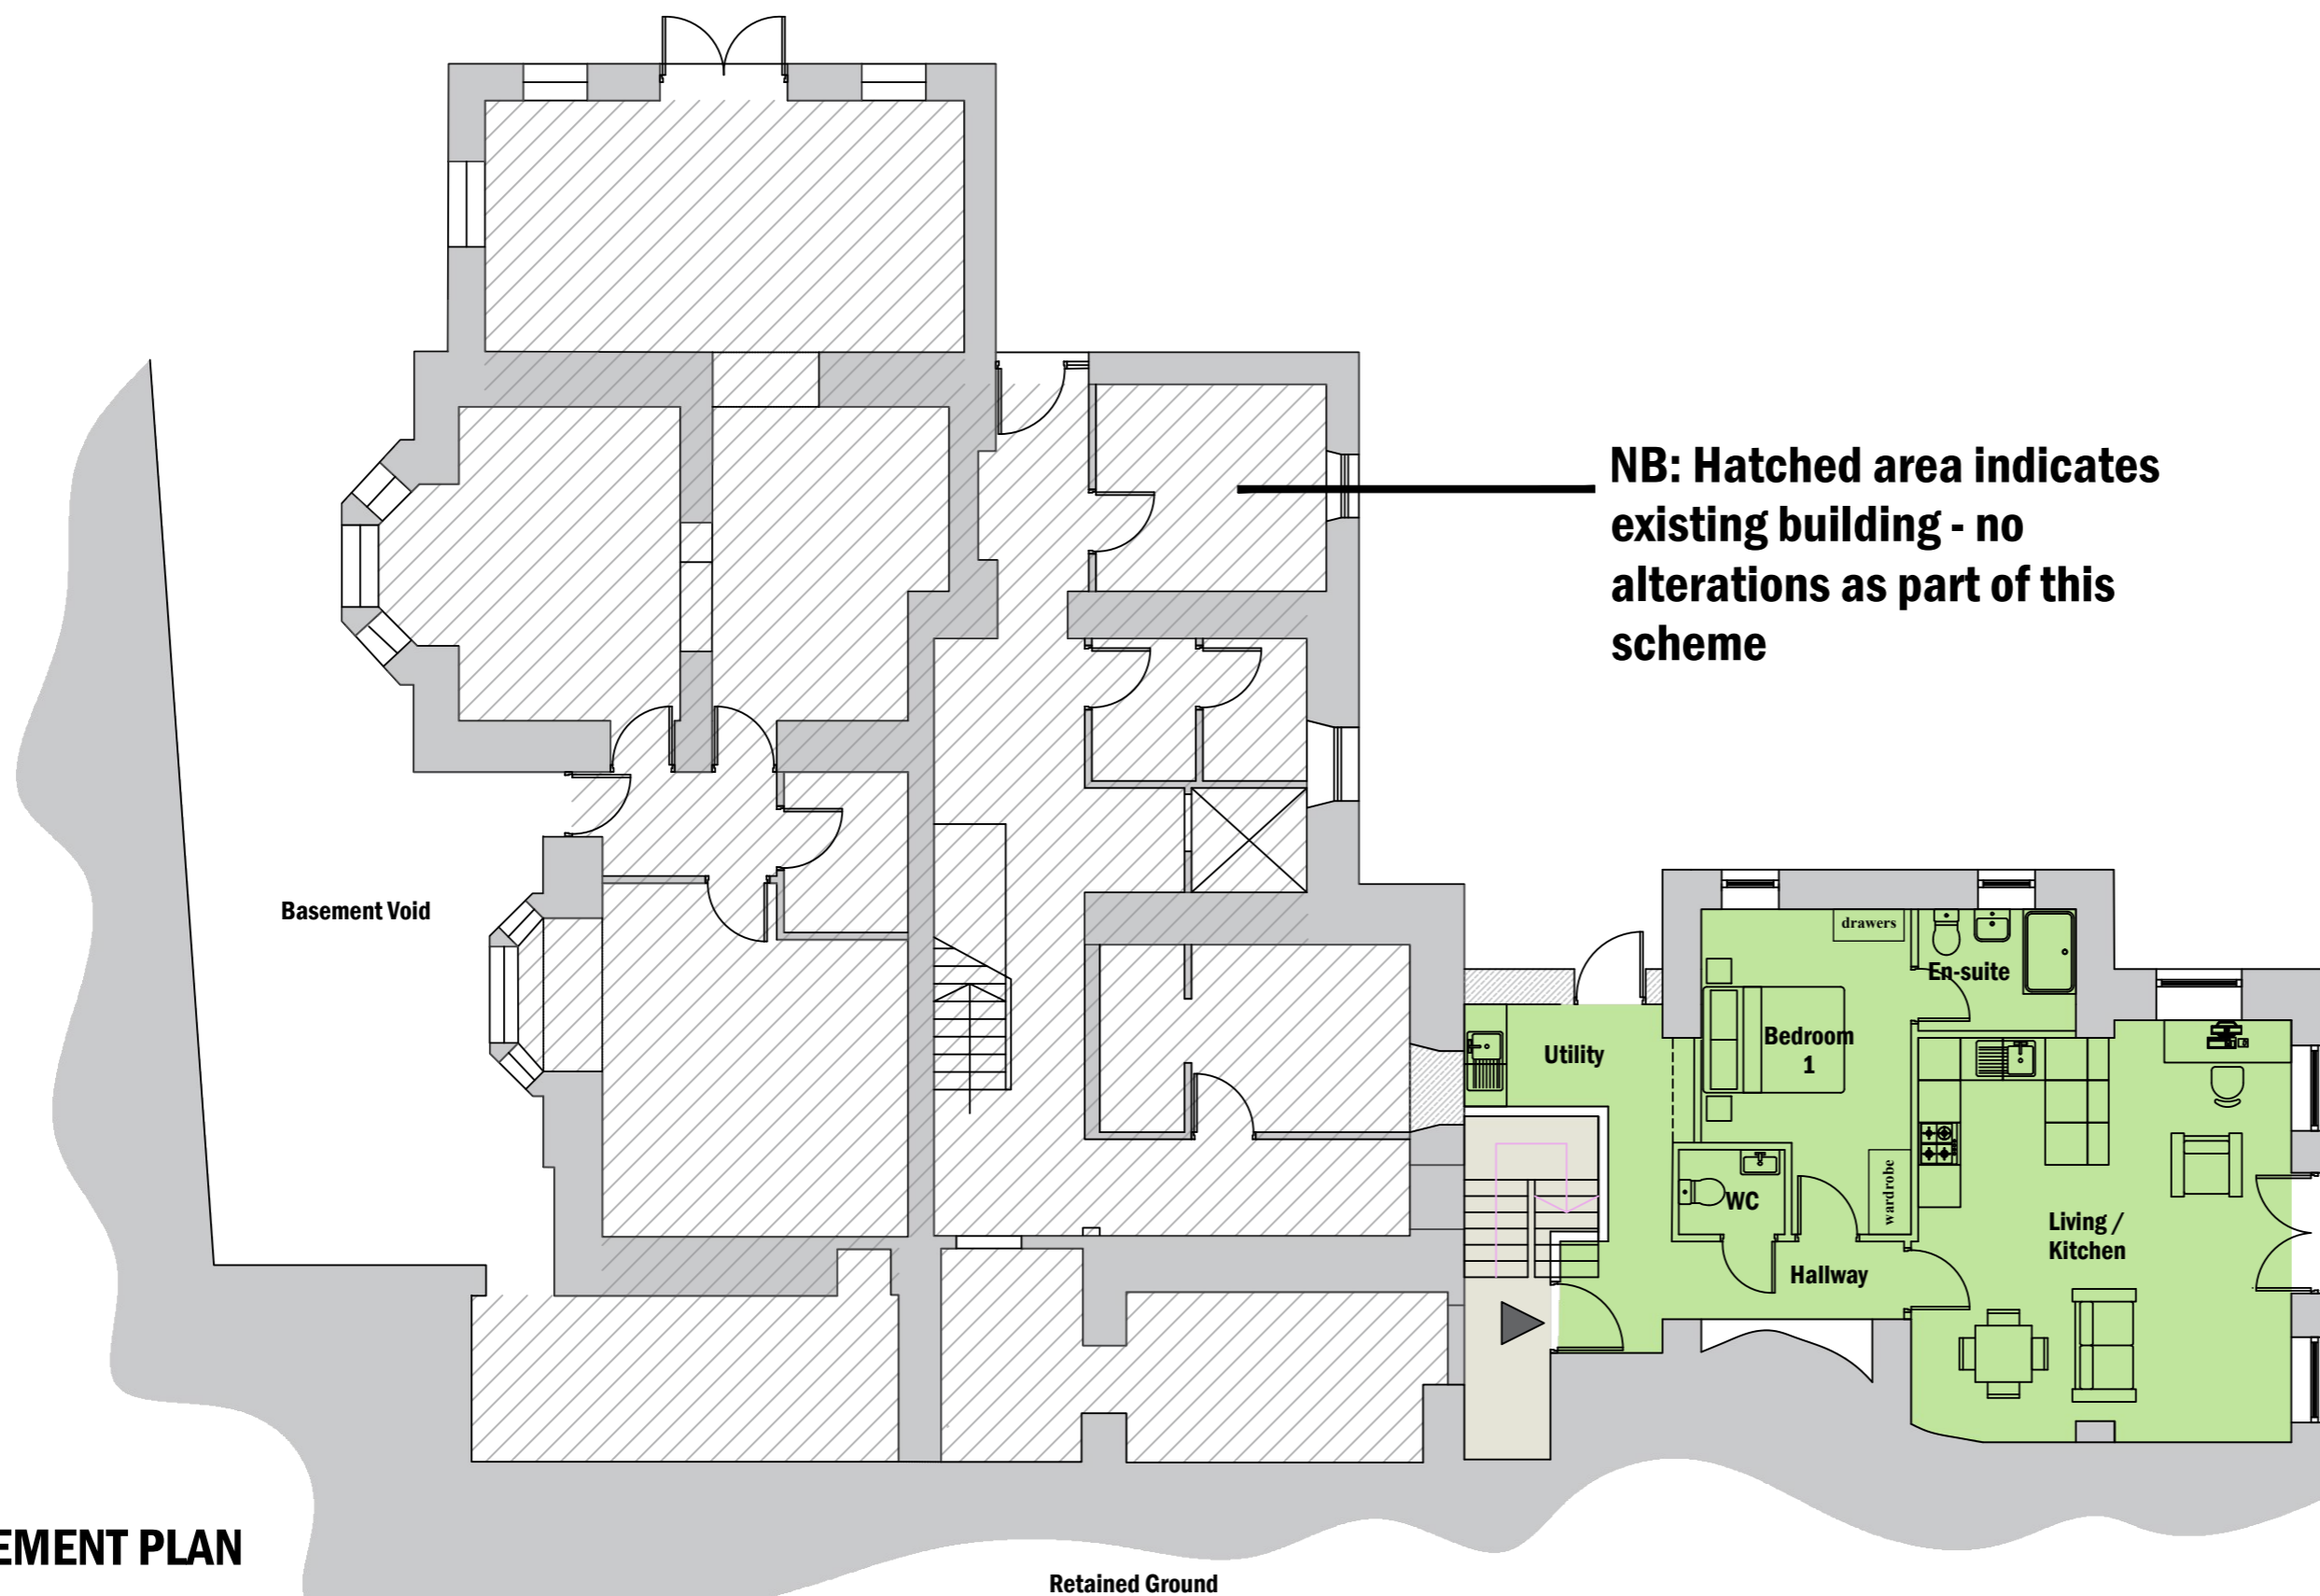 NB: Hatched area indicates
existing building - no
alterations as part of this
scheme
Basement Void
drawers
En-suite
Bedroom
1
Utility
wardrobe
WC
Living /
Kitchen
Hallway
EMENT PLAN
Retained Ground